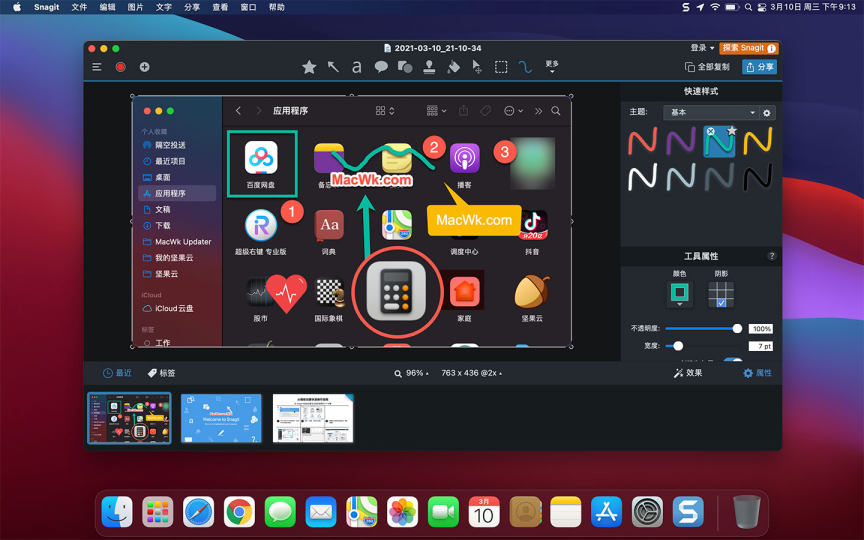 Snagit 文件 编辑 图片 文字 分享 查看 窗口 帮助
3月10日 周三 下午9:13
2021-03-10_21-10-34
登录
探索 Snagit
更多
全部复制
分享
快速样式
主题:
基本
应用程序
个人收藏
隔空投送
最近项目
桌面
应用程序
文稿
下载
MacWk Updater
我的坚果云
坚果云
iCloud
iCloud 云盘
标签
工作
百度网盘
备忘
MacWk.com
播客
1
2
3
MacWk.com
超级右键 专业版
Aa
词典
调度中心
抖音
股市
国际象棋
家庭
坚果云
工具属性
?
颜色
阴影
不透明度:
100%
宽度:
7 pt
最近
标签
96%
763 x 436 @2x
效果
属性
Welcome to Snagit
3月
10